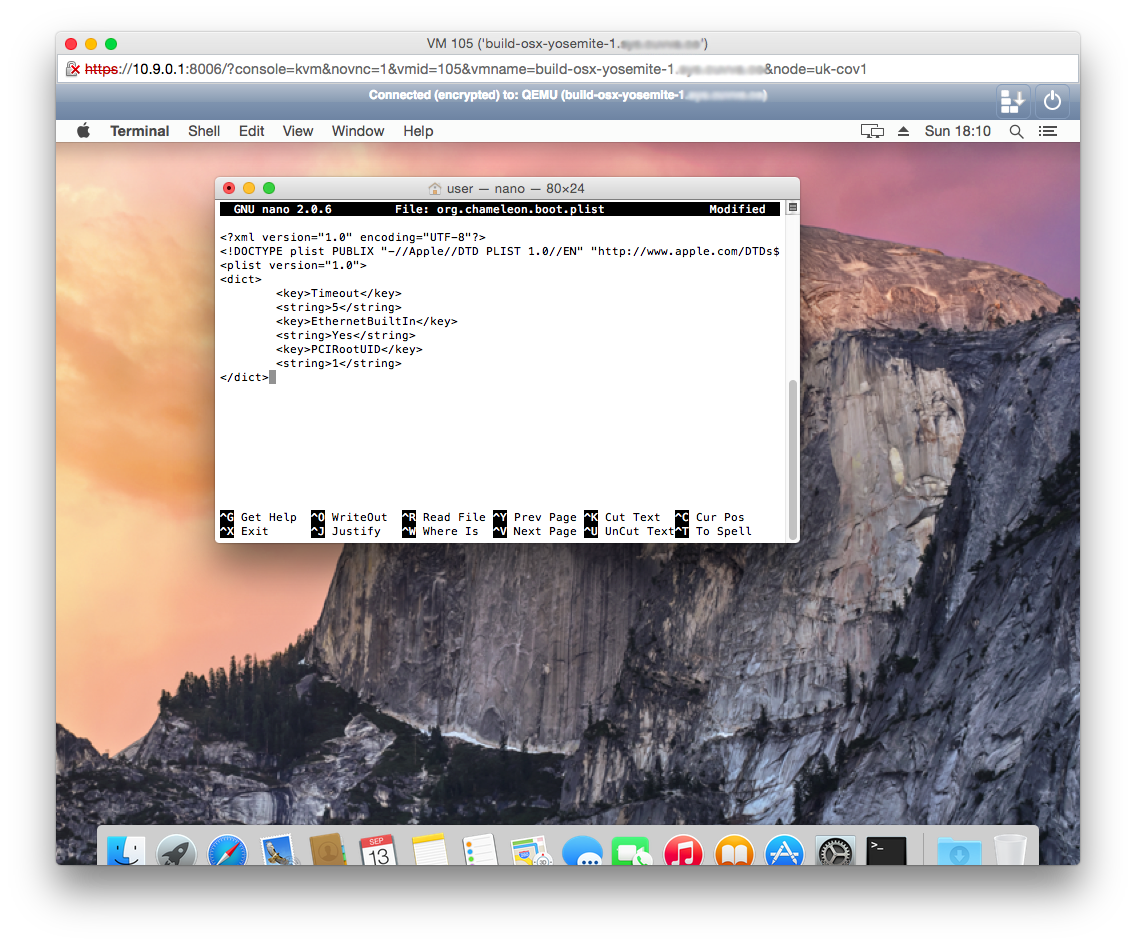 VM 105 ('build-osx-yosemite-1.
https://10.9.0.1:8006/?console=kvm&novnc=1&vmid=105&vmname=build-osx-yosemite-1. &node=uk-cov1
Connected (encrypted) to: QEMU (build-osx-yosemite-1.
Terminal Shell Edit View Window Help Sun 18:10
user — nano — 80×24
GNU nano 2.0.6 File: org.chameleon.boot.plist Modified
<?xml version="1.0" encoding="UTF-8"?>
<!DOCTYPE plist PUBLIX "-//Apple//DTD PLIST 1.0//EN" "http://www.apple.com/DTDs$
<plist version="1.0">
<dict>
<key>Timeout</key>
<string>5</string>
<key>EthernetBuiltIn</key>
<string>Yes</string>
<key>PCIRootUID</key>
<string>1</string>
</dict>
^G Get Help ^O WriteOut ^R Read File ^Y Prev Page ^K Cut Text ^C Cur Pos
^X Exit ^J Justify ^W Where Is ^V Next Page ^U UnCut Text ^T To Spell
SEP
13
3D
>_